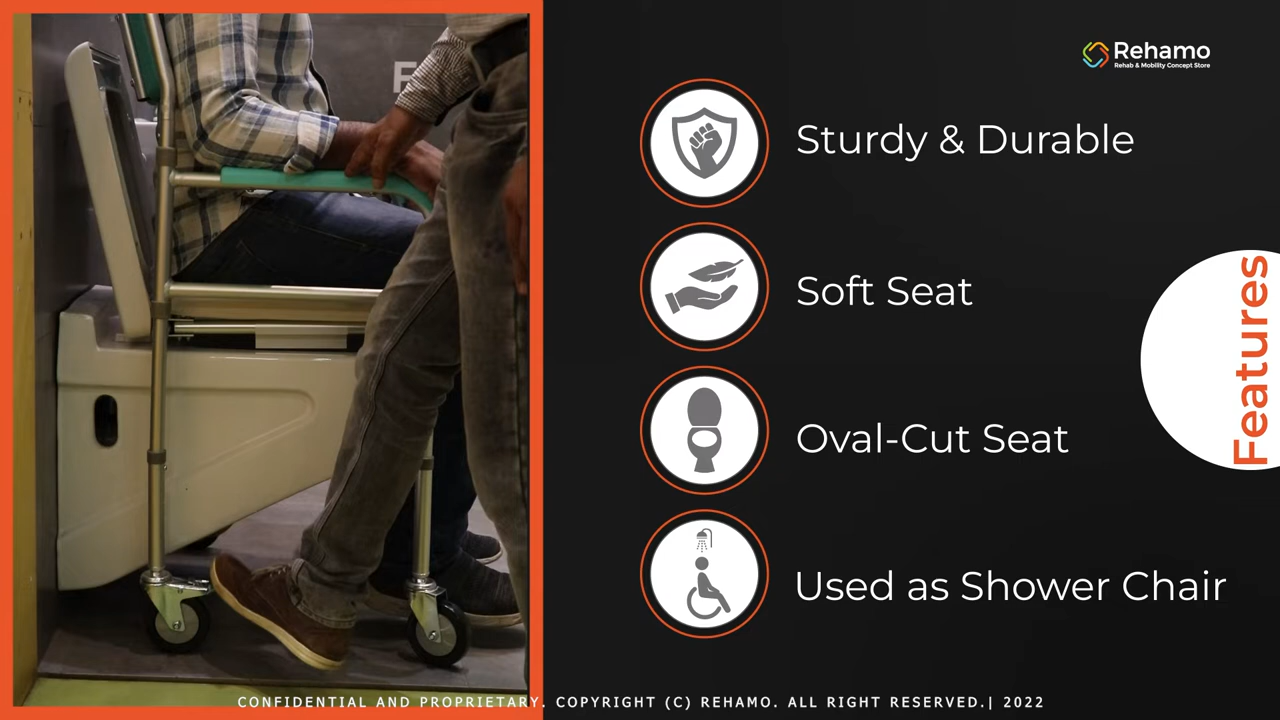 Rehamo
Rehab & Mobility Concept Store
Sturdy & Durable
Soft Seat
Oval-Cut Seat
Used as Shower Chair
Features
CONFIDENTIAL AND PROPRIETARY. COPYRIGHT (C) REHAMO. ALL RIGHT RESERVED.| 2022